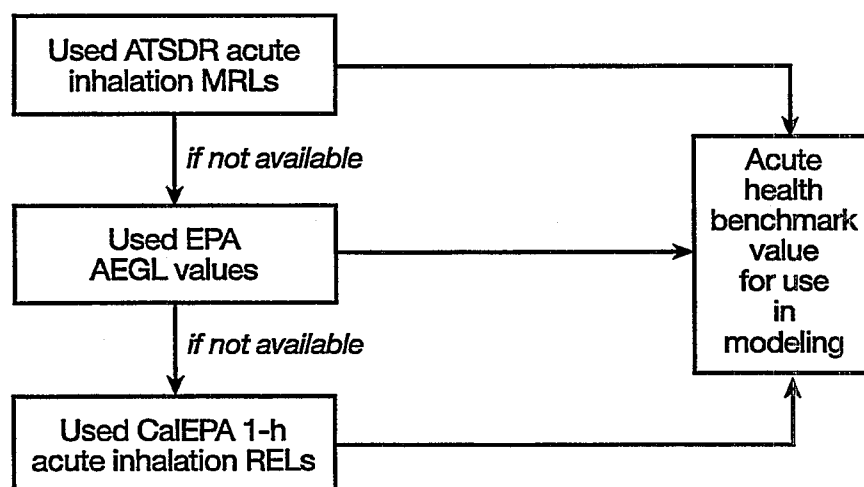 Used ATSDR acute
inhalation MRLs
if not available
Used EPA
AEGL values
if not available
Used CalEPA 1-h
acute inhalation RELs
Acute
health
benchmark
value
for use
in
modeling